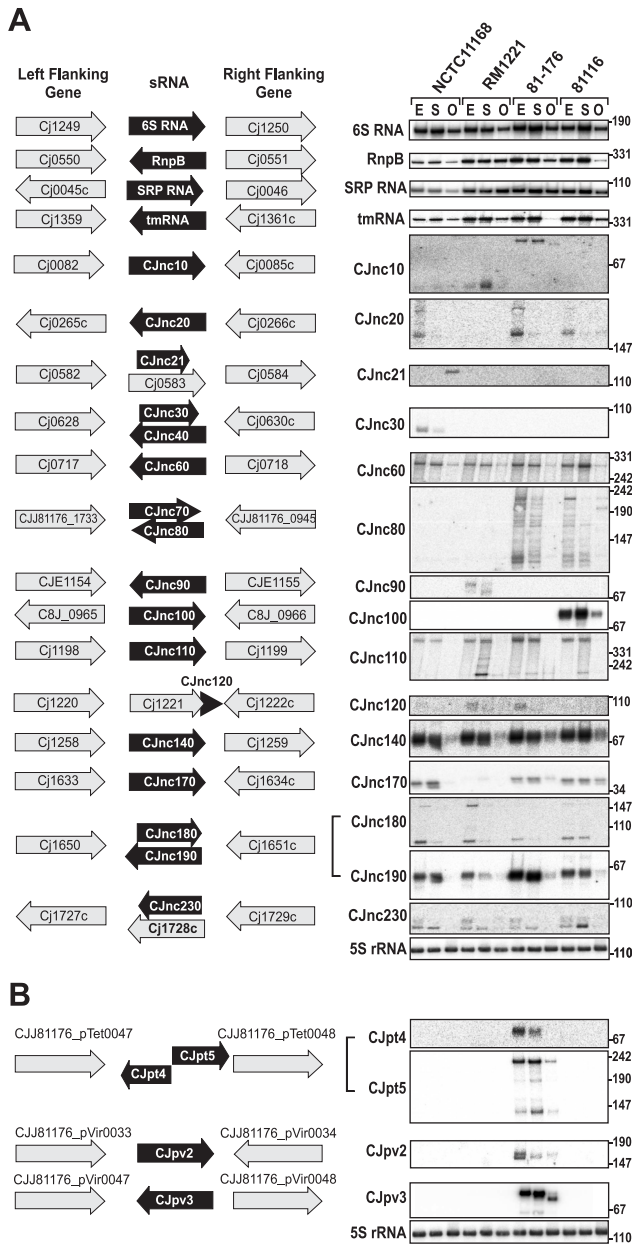 A
Left Flanking Gene
sRNA
Right Flanking Gene
Cj1249 6S RNA Cj1250
Cj0550 RnpB Cj0551
Cj0045c SRP RNA Cj0046
Cj1359 tmRNA Cj1361c
Cj0082 CJnc10 Cj0085c
Cj0265c CJnc20 Cj0266c
CJnc21
Cj0582 Cj0583 Cj0584
CJnc30
Cj0628 Cj0630c
CJnc40
Cj0717 CJnc60 Cj0718
CJnc70
CJJ81176_1733 CJJ81176_0945
CJnc80
CJE1154 CJnc90 CJE1155
C8J_0965 CJnc100 C8J_0966
Cj1198 CJnc110 Cj1199
CJnc120
Cj1220 Cj1221 Cj1222c
Cj1258 CJnc140 Cj1259
Cj1633 CJnc170 Cj1634c
CJnc180
Cj1650 Cj1651c
CJnc190
CJnc230
Cj1727c Cj1728c Cj1729c
NCTC11168 RM1221 81-176 81116
E S O E S O E S O E S O
6S RNA 190
RnpB 331
SRP RNA 110
tmRNA 331
CJnc10 67
CJnc20 147
CJnc21 110
CJnc30
CJnc60 331 242
CJnc80 242 190 147
CJnc90 67
CJnc100 67
CJnc110 331 242
CJnc120 110
CJnc140 67
CJnc170 34
CJnc180 147 110
CJnc190 67
CJnc230 110
5S rRNA 110
B
CJJ81176_pTet0047 CJJ81176_pTet0048
CJpt5
CJpt4
CJJ81176_pVir0033 CJJ81176_pVir0034
CJpv2
CJJ81176_pVir0047 CJJ81176_pVir0048
CJpv3
CJpt4
CJpt5 242 190 147
CJpv2 190 147
CJpv3 67
5S rRNA 110